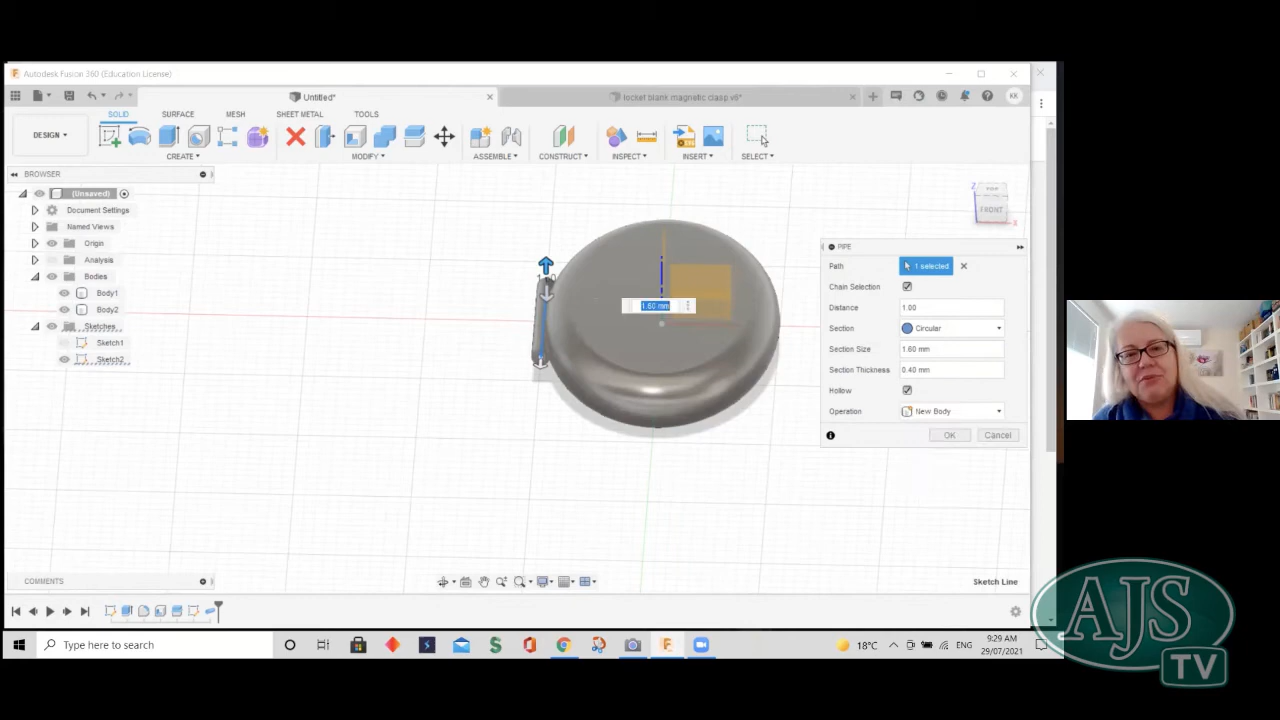 Autodesk Fusion 360 (Education License)
Untitled*
locket blank magnetic clasp v6*
KK
SOLID
SURFACE
MESH
SHEET METAL
TOOLS
DESIGN
CREATE
MODIFY
ASSEMBLE
CONSTRUCT
INSPECT
INSERT
SELECT
BROWSER
(Unsaved)
Document Settings
Named Views
Origin
Analysis
Bodies
Body1
Body2
Sketches
Sketch1
Sketch2
1.60 mm
Z
FRONT
X
PIPE
Path
1 selected
Chain Selection
Distance
1.00
Section
Circular
Section Size
1.60 mm
Section Thickness
0.40 mm
Hollow
Operation
New Body
OK
Cancel
COMMENTS
Sketch Line
Type here to search
18°C
ENG
9:29 AM
29/07/2021
AJS
TV